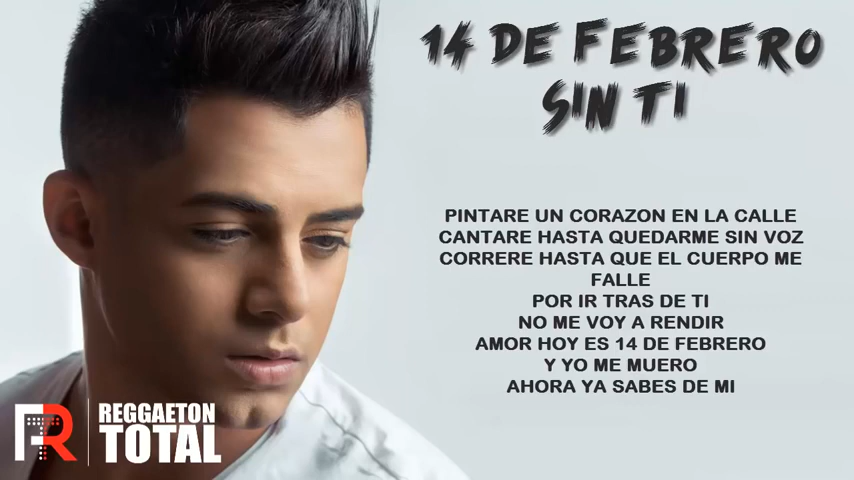 14 DE FEBRERO
SIN TI
PINTARE UN CORAZON EN LA CALLE
CANTARE HASTA QUEDARME SIN VOZ
CORRERE HASTA QUE EL CUERPO ME
FALLE
POR IR TRAS DE TI
NO ME VOY A RENDIR
AMOR HOY ES 14 DE FEBRERO
Y YO ME MUERO
AHORA YA SABES DE MI
REGGAETON
TOTAL